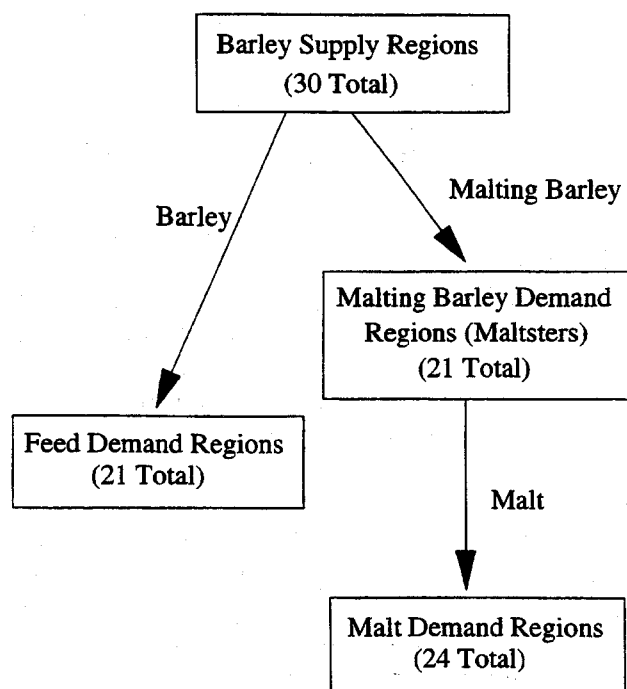 Barley Supply Regions
(30 Total)
Barley
Malting Barley
Malting Barley Demand
Regions (Maltsters)
(21 Total)
Feed Demand Regions
(21 Total)
Malt
Malt Demand Regions
(24 Total)